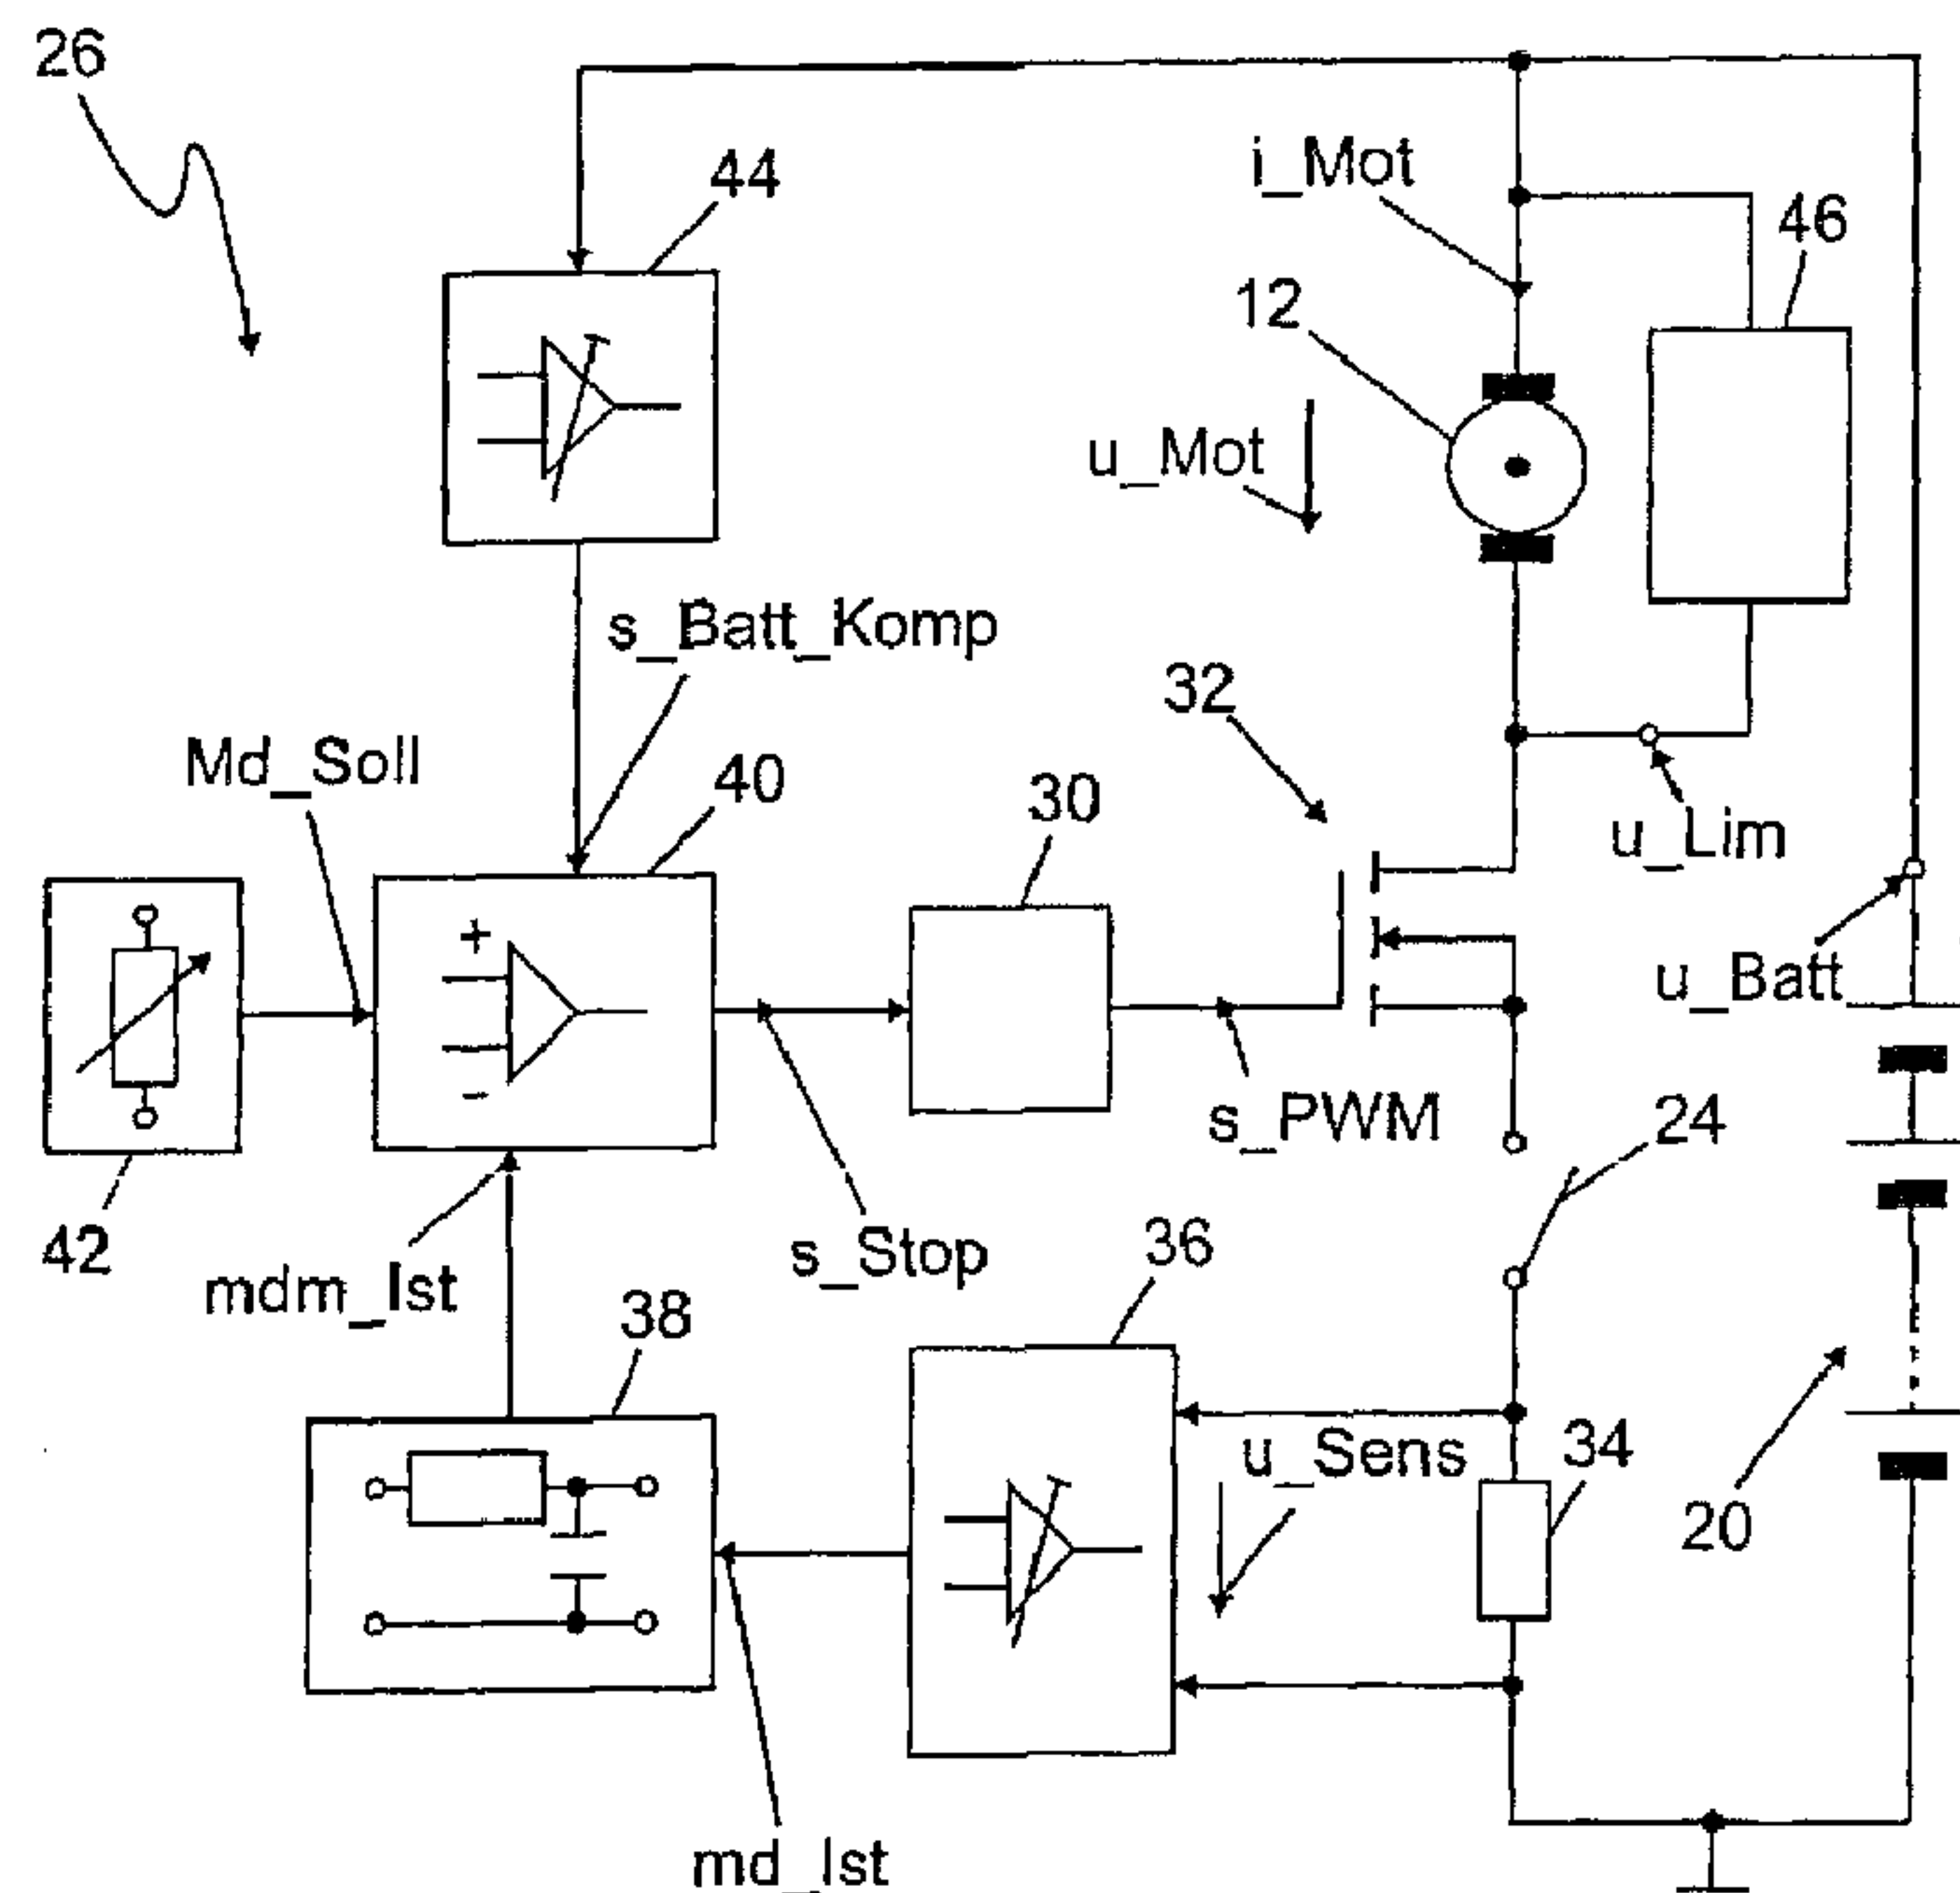 26
44
i_Mot
46
12
u_Mot
s_Batt_Komp
32
Md_Soll
40
30
u_Lim
u_Batt
+
-
s_PWM
24
42
mdm_Ist
s_Stop
36
38
u_Sens
34
20
md_Ist